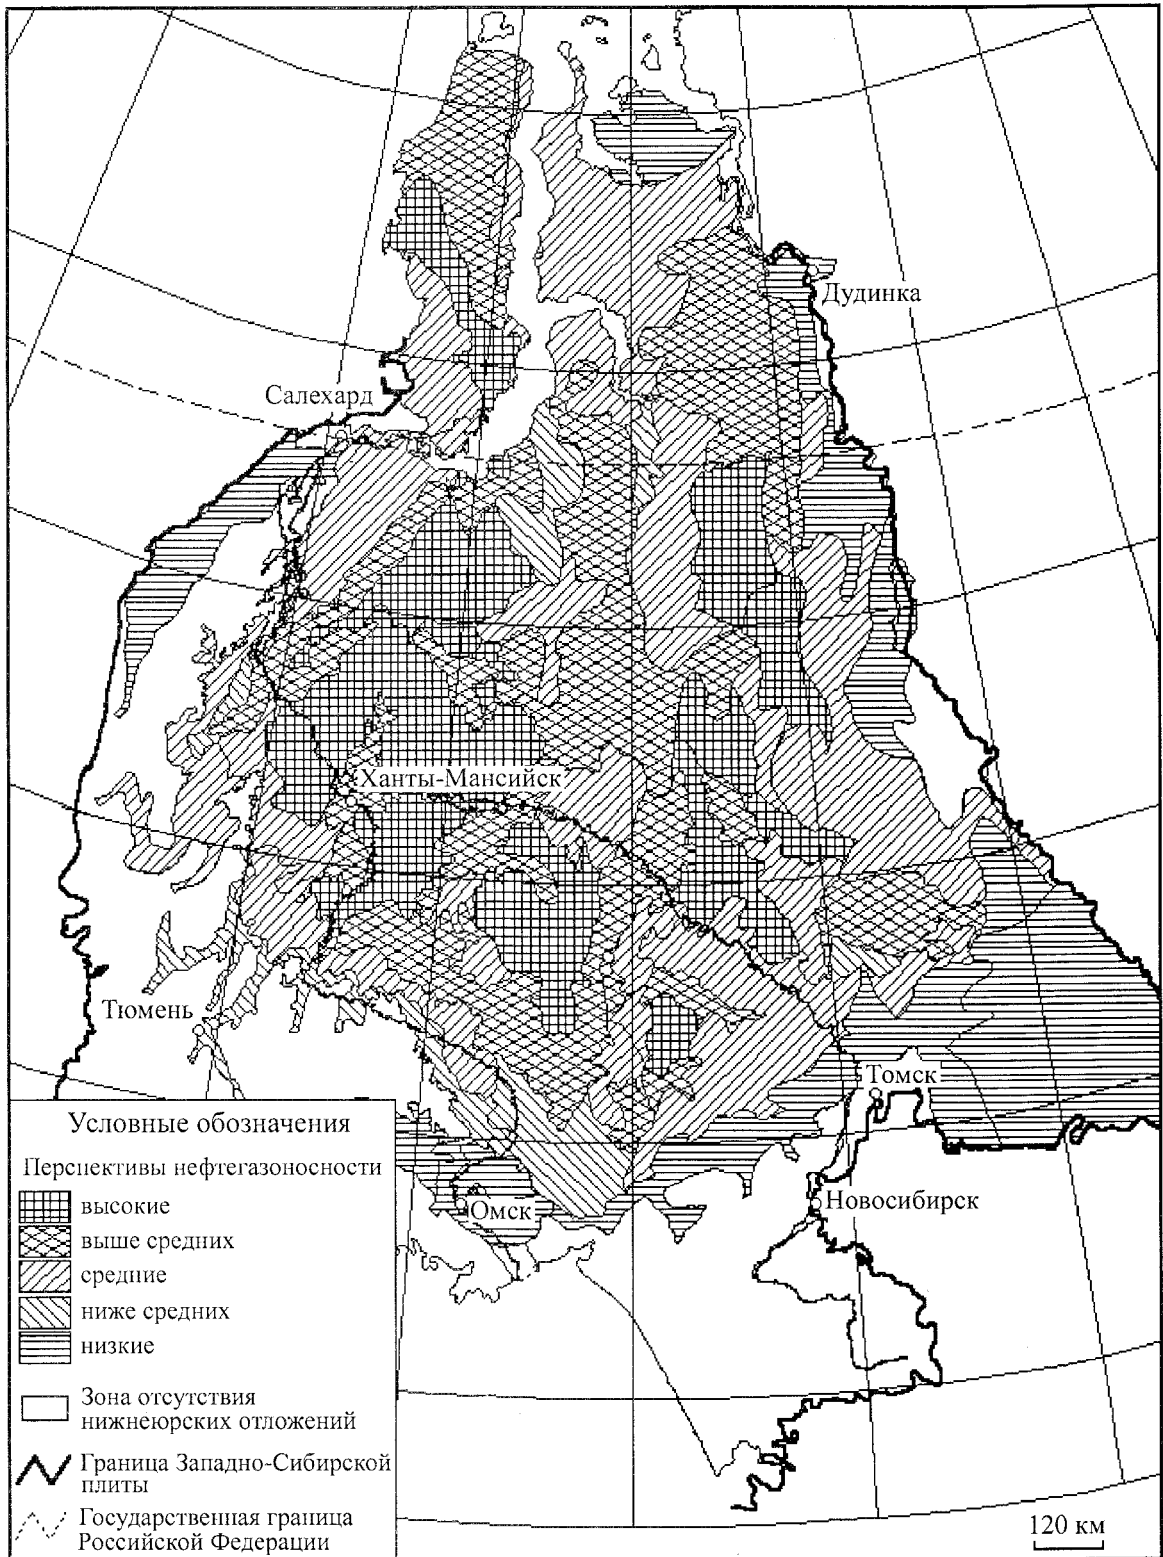 Дудинка
Салехард
Ханты-Мансийск
Тюмень
Томск
Новосибирск
Омск
Условные обозначения
Перспективы нефтегазоносности
высокие
выше средних
средние
ниже средних
низкие
Зона отсутствия
нижнеюрских отложений
Граница Западно-Сибирской
плиты
Государственная граница
Российской Федерации
120 км